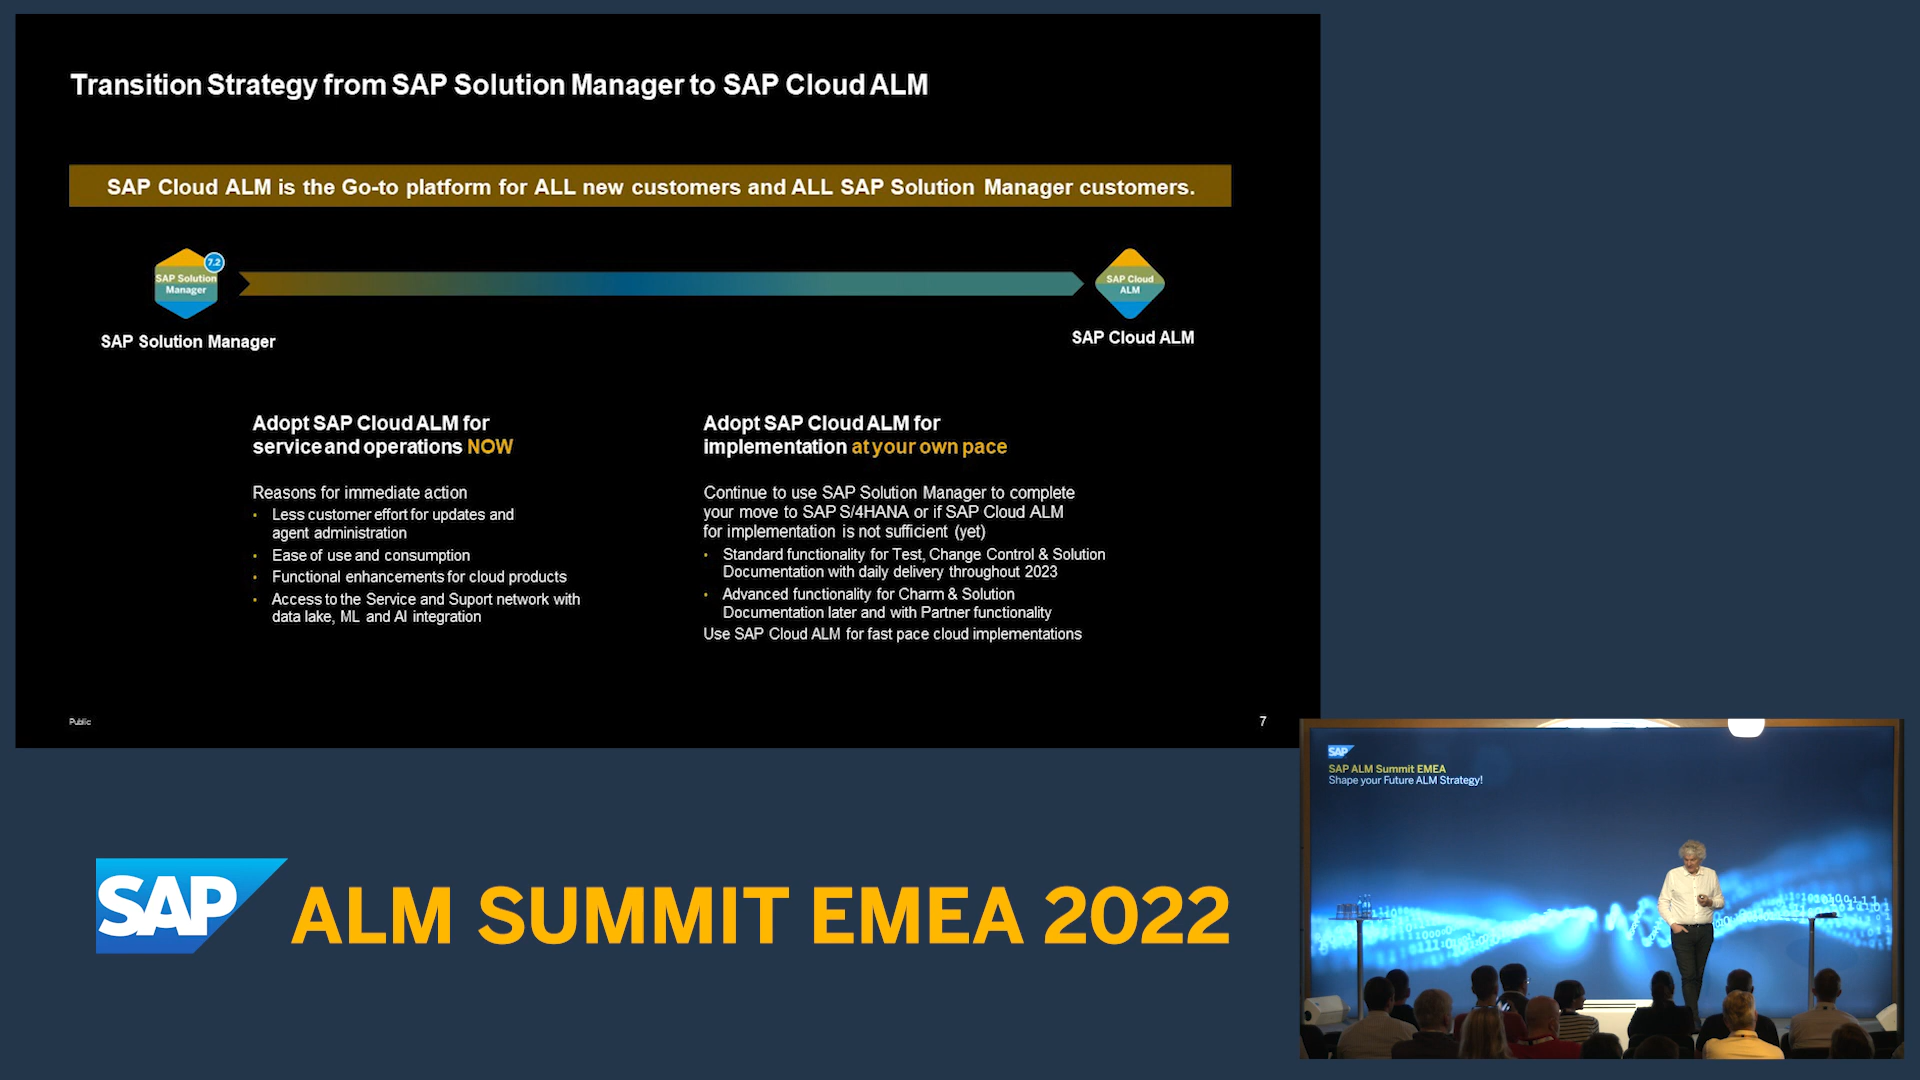 Transition Strategy from SAP Solution Manager to SAP Cloud ALM
SAP Cloud ALM is the Go-to platform for ALL new customers and ALL SAP Solution Manager customers.
7.2
SAP Solution
Manager
SAP Cloud
ALM
SAP Solution Manager
SAP Cloud ALM
Adopt SAP Cloud ALM for
service and operations NOW
Reasons for immediate action
• Less customer effort for updates and
agent administration
• Ease of use and consumption
• Functional enhancements for cloud products
• Access to the Service and Suport network with
data lake, ML and AI integration
Adopt SAP Cloud ALM for
implementation at your own pace
Continue to use SAP Solution Manager to complete
your move to SAP S/4HANA or if SAP Cloud ALM
for implementation is not sufficient (yet)
• Standard functionality for Test, Change Control & Solution
Documentation with daily delivery throughout 2023
• Advanced functionality for Charm & Solution
Documentation later and with Partner functionality
Use SAP Cloud ALM for fast pace cloud implementations
Public
7
SAP
SAP ALM Summit EMEA
Shape your Future ALM Strategy!
SAP ALM SUMMIT EMEA 2022